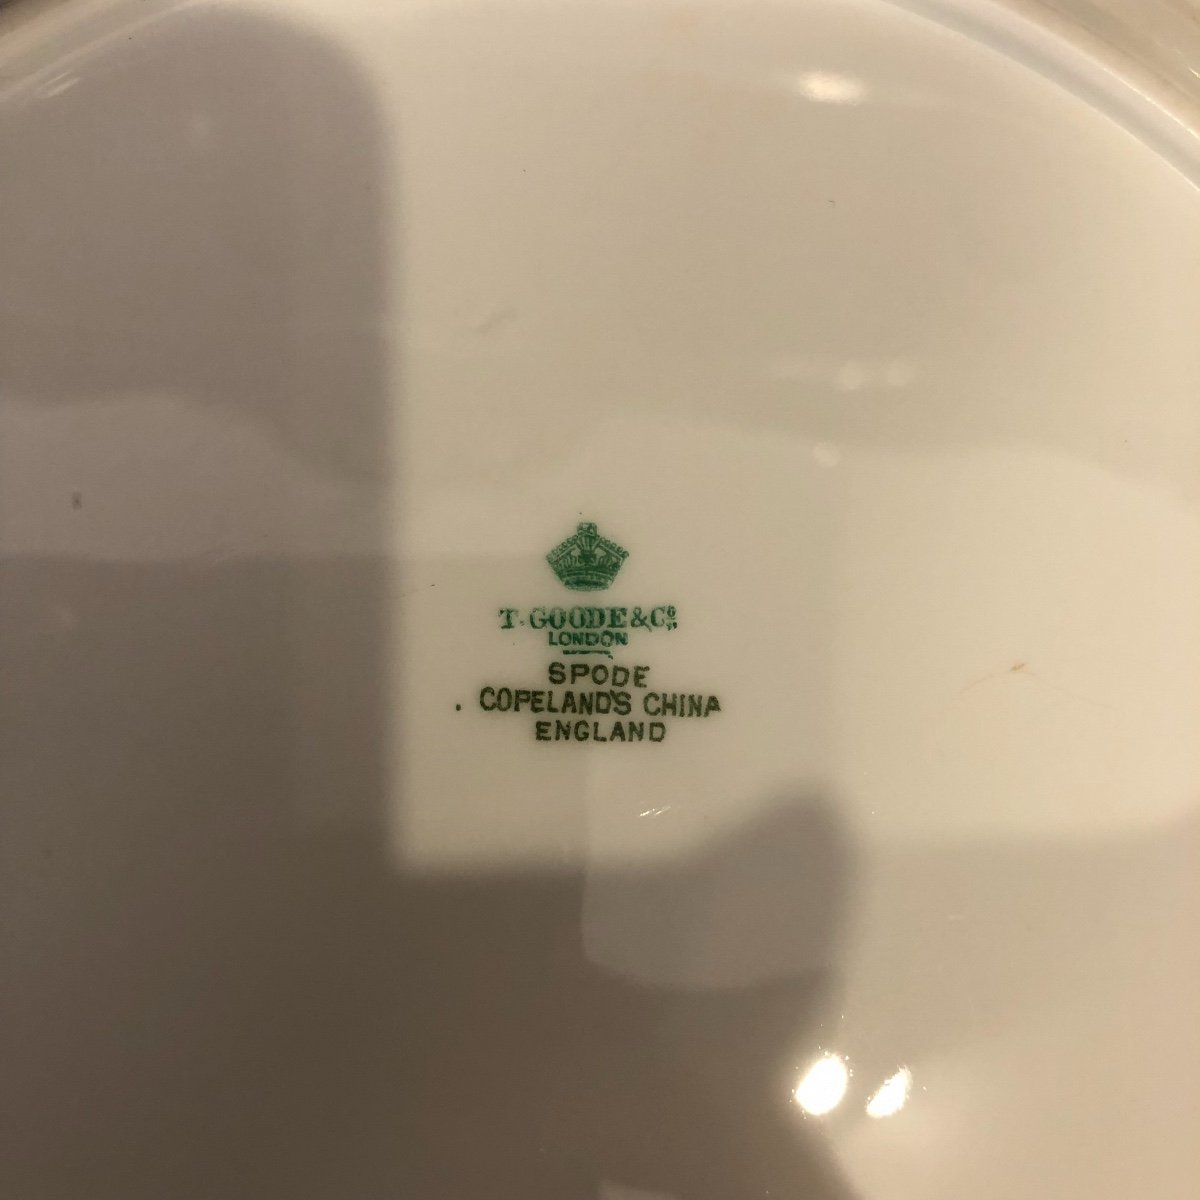 T. GOODE & Co.
LONDON
SPODE
COPELAND'S CHINA
ENGLAND